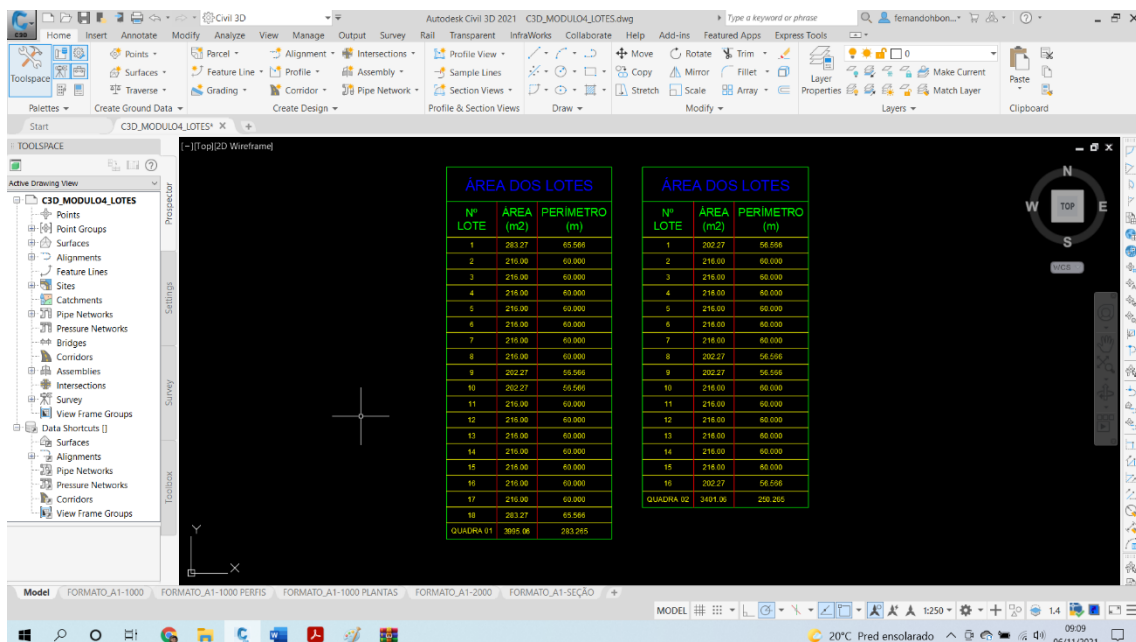 Civil 3D
Autodesk Civil 3D 2021 C3D_MODULO4_LOTES.dwg
Type a keyword or phrase
fernandohbon...
C3D
Home Insert Annotate Modify Analyze View Manage Output Survey Rail Transparent InfraWorks Collaborate Help Add-ins Featured Apps Express Tools
Toolspace
Points
Surfaces
Traverse
Parcel
Feature Line
Grading
Alignment
Profile
Corridor
Intersections
Assembly
Pipe Network
Profile View
Sample Lines
Section Views
Move
Copy
Stretch
Rotate
Mirror
Scale
Trim
Fillet
Array
Layer
Properties
0
Make Current
Match Layer
Paste
Palettes Create Ground Data Create Design Profile & Section Views Draw Modify Layers Clipboard
Start C3D_MODULO4_LOTES*
TOOLSPACE
Active Drawing View
C3D_MODULO4_LOTES
Points
Point Groups
Surfaces
Alignments
Feature Lines
Sites
Catchments
Pipe Networks
Pressure Networks
Bridges
Corridors
Assemblies
Intersections
Survey
View Frame Groups
Data Shortcuts []
Surfaces
Alignments
Pipe Networks
Pressure Networks
Corridors
View Frame Groups
Prospector
Settings
Survey
Toolbox
[−][Top][2D Wireframe]
ÁREA DOS LOTES
Nº ÁREA PERÍMETRO
LOTE (m2) (m)
1 283.27 65.566
2 216.00 60.000
3 216.00 60.000
4 216.00 60.000
5 216.00 60.000
6 216.00 60.000
7 216.00 60.000
8 216.00 60.000
9 202.27 56.566
10 202.27 56.566
11 216.00 60.000
12 216.00 60.000
13 216.00 60.000
14 216.00 60.000
15 216.00 60.000
16 216.00 60.000
17 216.00 60.000
18 283.27 65.566
QUADRA 01 3995.06 283.265
ÁREA DOS LOTES
Nº ÁREA PERÍMETRO
LOTE (m2) (m)
1 202.27 56.566
2 216.00 60.000
3 216.00 60.000
4 216.00 60.000
5 216.00 60.000
6 216.00 60.000
7 216.00 60.000
8 202.27 56.566
9 202.27 56.566
10 216.00 60.000
11 216.00 60.000
12 216.00 60.000
13 216.00 60.000
14 216.00 60.000
15 216.00 60.000
16 202.27 56.566
QUADRA 02 3401.06 250.265
N
W TOP E
S
WCS
Y
X
Model FORMATO_A1-1000 FORMATO_A1-1000 PERFIS FORMATO_A1-1000 PLANTAS FORMATO_A1-2000 FORMATO_A1-SEÇÃO
MODEL 1:250 1.4
20°C Pred ensolarado
09:09
06/11/2021